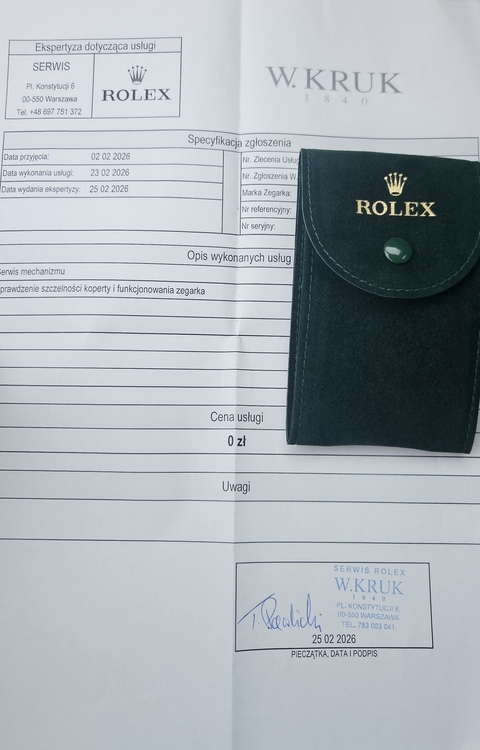 Ekspertyza dotycząca usługi
SERWIS
Pl. Konstytucji 6
00-550 Warszawa
Tel. +48 697 751 372
ROLEX
W.KRUK
1840
Specyfikacja zgłoszenia
Data przyjęcia: 02 02 2026
Data wykonania usługi: 23 02 2026
Data wydania ekspertyzy: 25 02 2026
Nr. Zlecenia Usłu
Nr. Zgłoszenia W
Marka Zegarka:
Nr referencyjny:
Nr seryjny:
ROLEX
Opis wykonanych usług
Serwis mechanizmu
prawdzenie szczelności koperty i funkcjonowania zegarka
Cena usługi
0 zł
Uwagi
SERWIS ROLEX
W.KRUK
1840
PL. KONSTYTUCJI 6,
00-550 WARSZAWA
TEL. 783 003 041
25 02 2026
PIECZĄTKA, DATA I PODPIS